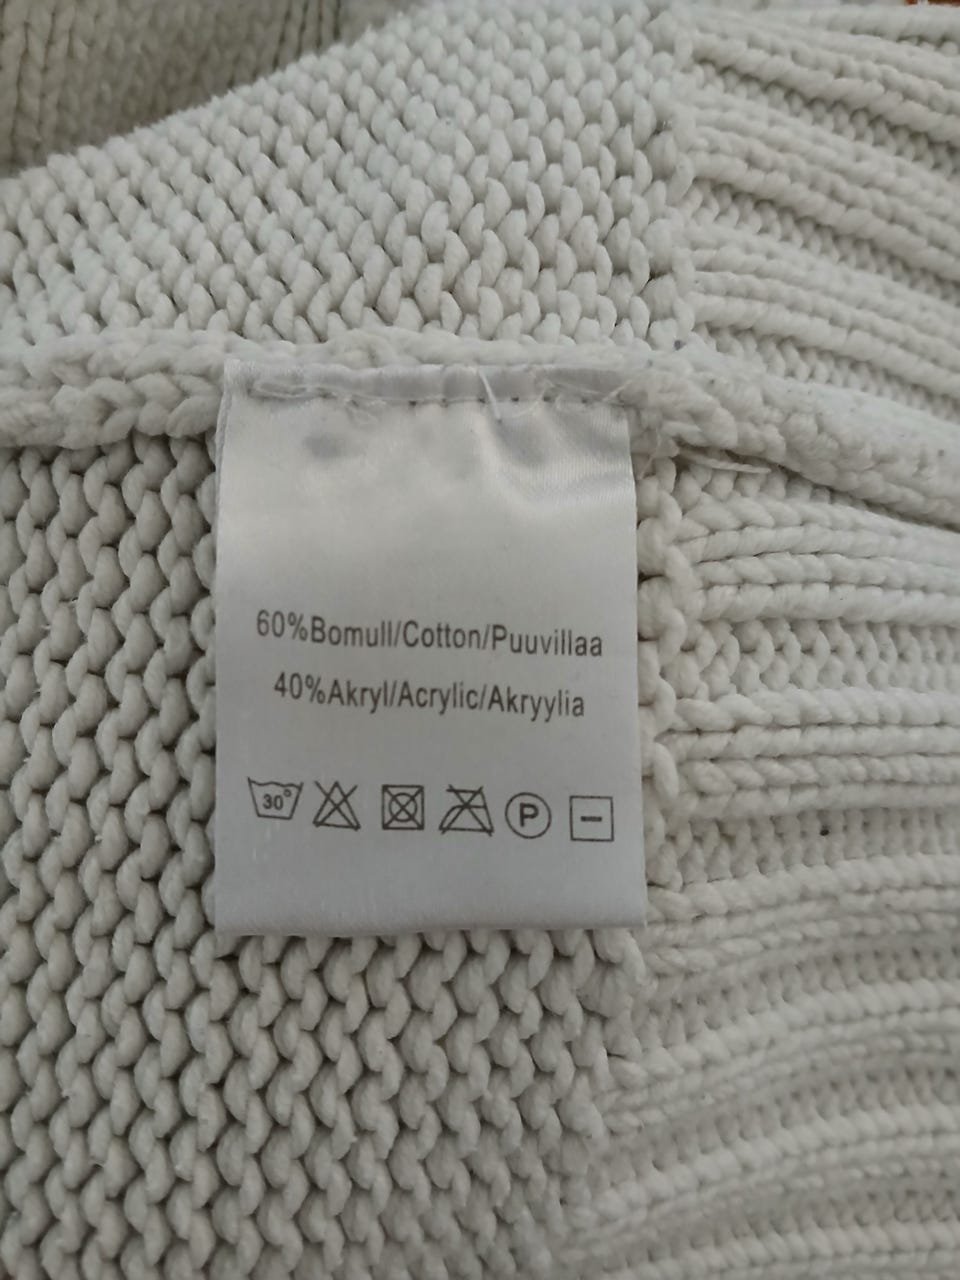 60%Bomull/Cotton/Puuvillaa
40%Akryl/Acrylic/Akryylia
30° P